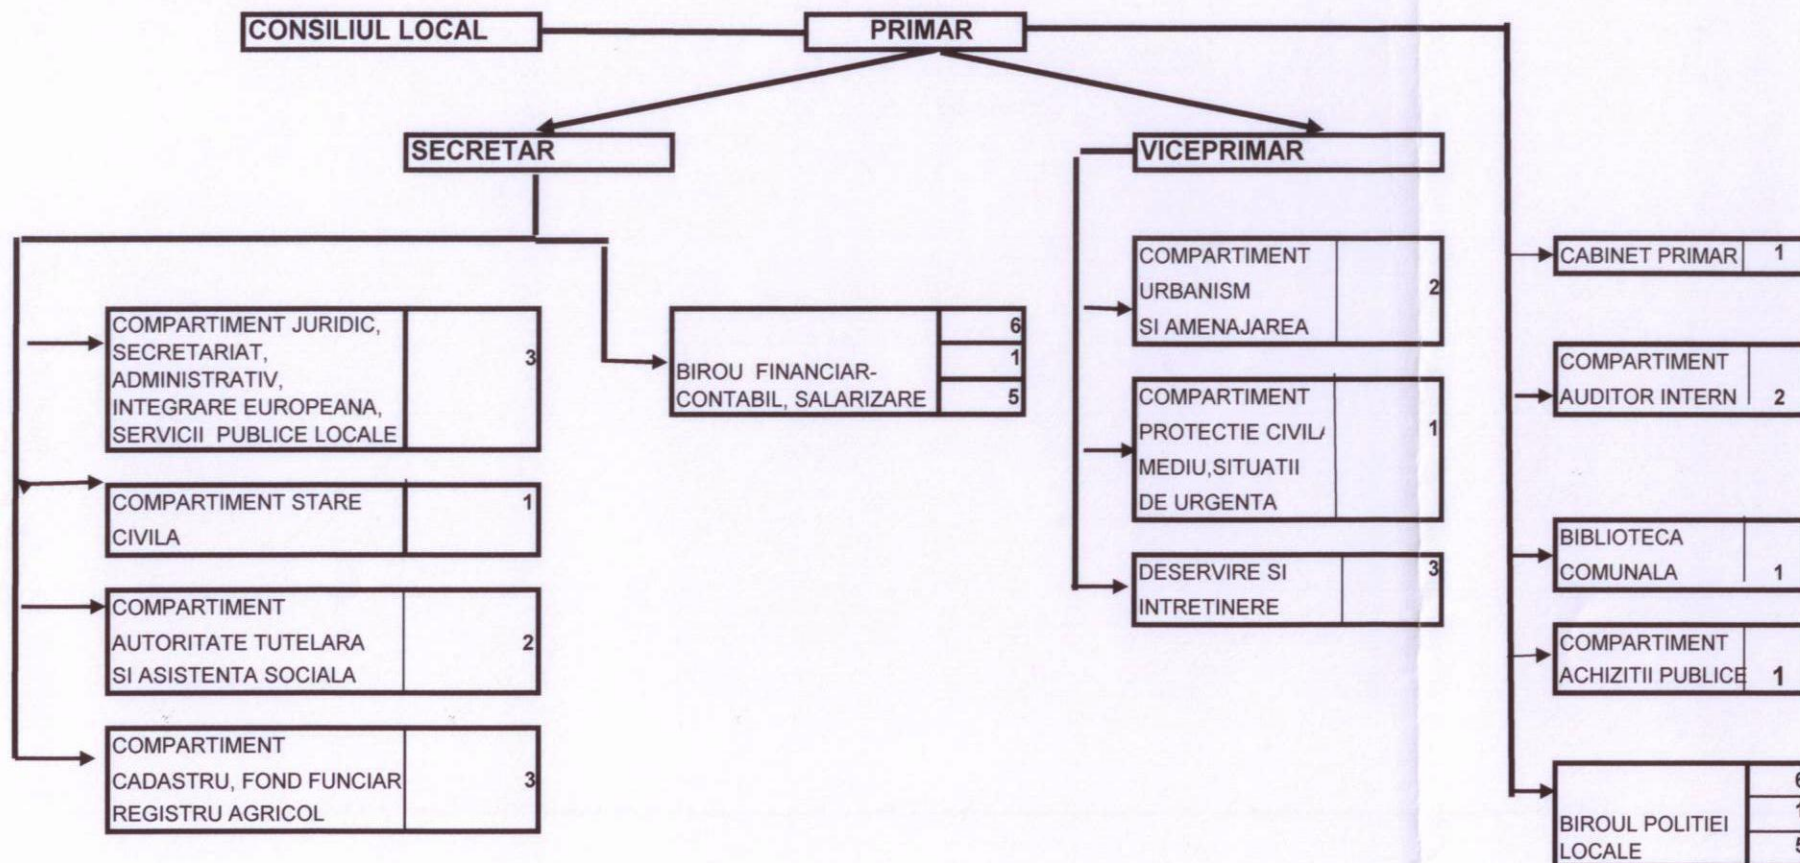 CONSILIUL LOCAL
PRIMAR
SECRETAR
VICEPRIMAR
COMPARTIMENT JURIDIC,
SECRETARIAT,
ADMINISTRATIV,
INTEGRARE EUROPEANA,
SERVICII PUBLICE LOCALE
3
COMPARTIMENT STARE
CIVILA
1
COMPARTIMENT
AUTORITATE TUTELARA
SI ASISTENTA SOCIALA
2
COMPARTIMENT
CADASTRU, FOND FUNCIAR
REGISTRU AGRICOL
3
BIROU FINANCIAR-
CONTABIL, SALARIZARE
6
1
5
COMPARTIMENT
URBANISM
SI AMENAJAREA
2
COMPARTIMENT
PROTECTIE
MEDIU,SITUATII
DE URGENTA
1
DESERVIRE SI
INTRETINERE
3
CABINET PRIMAR 1
COMPARTIMENT
AUDITOR INTERN 2
BIBLIOTECA
COMUNALA 1
COMPARTIMENT
ACHIZITII PUBLICE 1
BIROUL POLITIEI
LOCALE
6
1
5